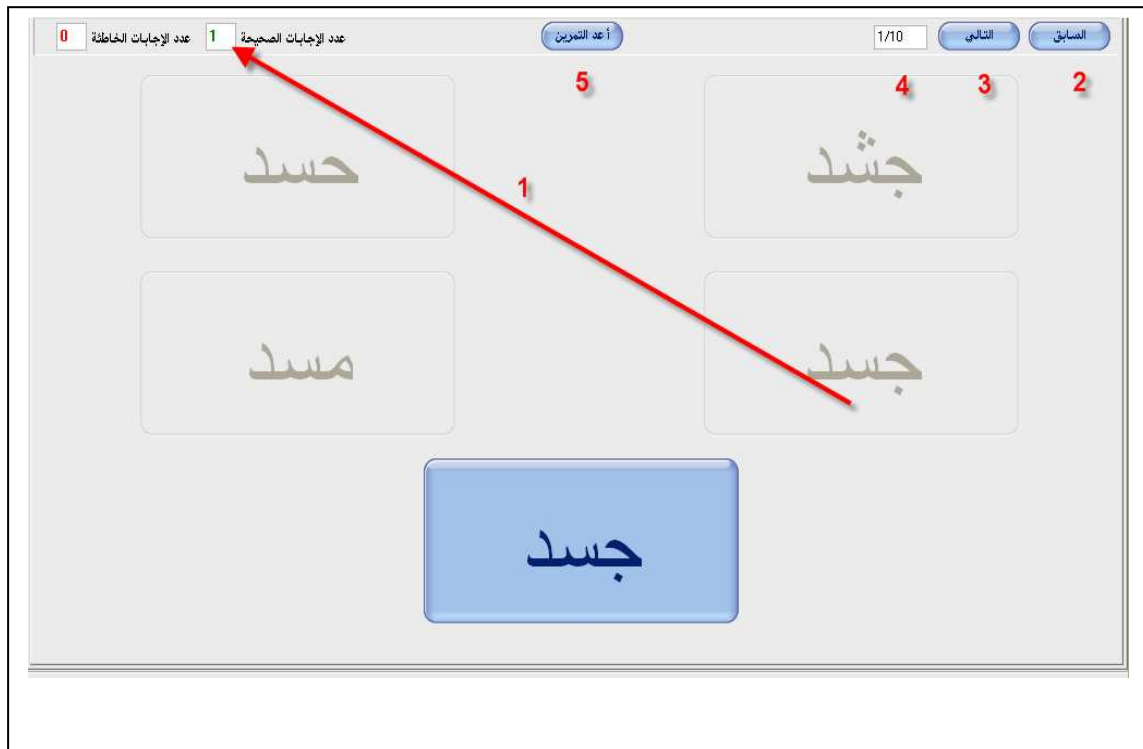 السابق التالي 1/10 أعد التمرين عدد الإجابات الصحيحة 1 عدد الإجابات الخاطئة 0
2 3 4 5
جشد حسد
1
جسد مسد
جسد